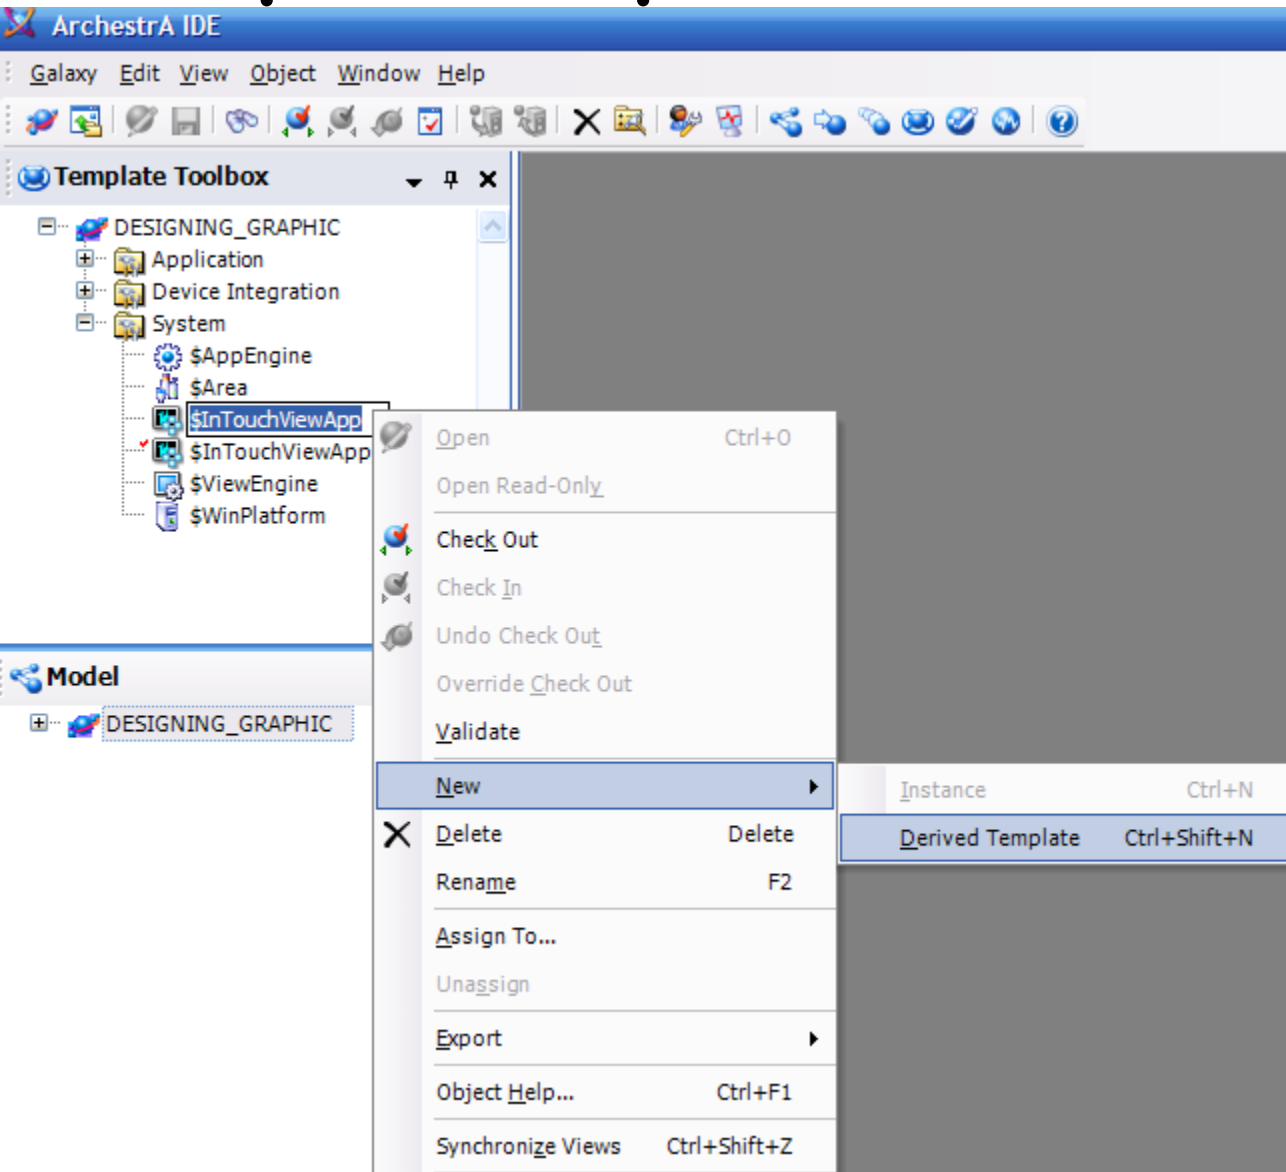 ArchestrA IDE
Galaxy Edit View Object Window Help
Template Toolbox
DESIGNING_GRAPHIC
Application
Device Integration
System
$AppEngine
$Area
$InTouchViewApp
$InTouchViewApp
$ViewEngine
$WinPlatform
Model
DESIGNING_GRAPHIC
Open Ctrl+O
Open Read-Only
Check Out
Check In
Undo Check Out
Override Check Out
Validate
New
Delete Delete
Rename F2
Assign To...
Unassign
Export
Object Help... Ctrl+F1
Synchronize Views Ctrl+Shift+Z
Instance Ctrl+N
Derived Template Ctrl+Shift+N